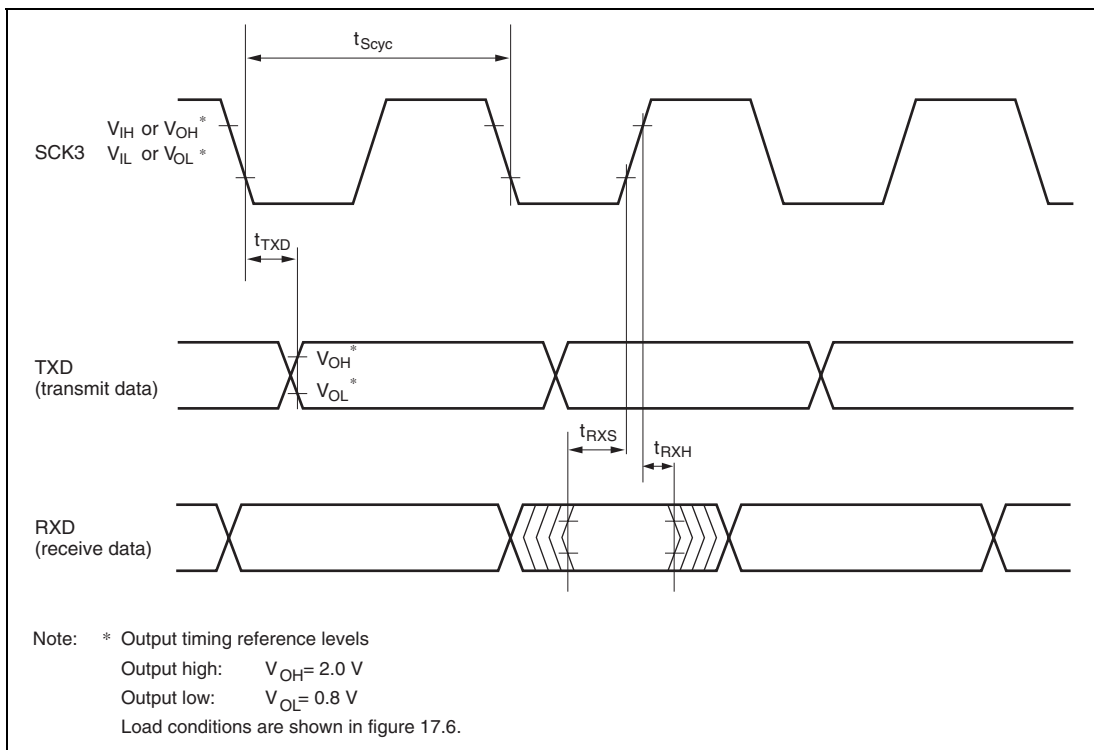 tScyc
VIH or VOH*
SCK3
VIL or VOL*
tTXD
TXD
(transmit data)
VOH*
VOL*
tRXS
tRXH
RXD
(receive data)
Note: * Output timing reference levels
Output high: VOH= 2.0 V
Output low: VOL= 0.8 V
Load conditions are shown in figure 17.6.